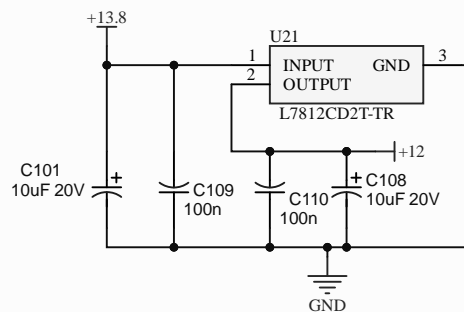 +13.8
U21
1 INPUT GND 3
2 OUTPUT
L7812CD2T-TR
+12
C101
10uF 20V
C109
100n
C110
100n
C108
10uF 20V
GND